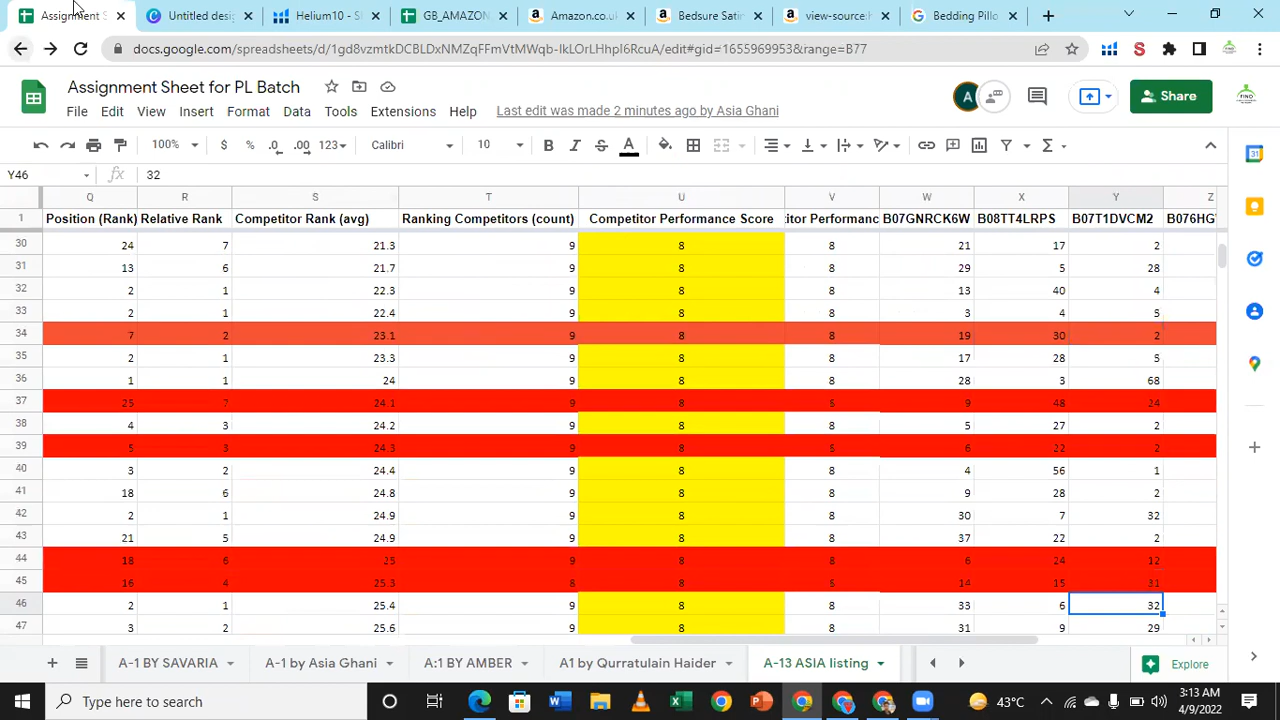 Assignment S
Untitled desig
Helium10 - S
GB_AMAZON
Amazon.co.uk
Bedsure Sati
view-source:h
Bedding Pillo
docs.google.com/spreadsheets/d/1gd8vzmtkDCBLDxNMZqFFmVtMWqb-IkLOrLHhpl6RcuA/edit#gid=1655969953&range=B77
Assignment Sheet for PL Batch
A
Share
File Edit View Insert Format Data Tools Extensions Help Last edit was made 2 minutes ago by Asia Ghani
100% $ % .0 .00 123 Calibri 10 B I S A
31
Y46 fx 32
Q R S T U V W X Y Z
1 Position (Rank) Relative Rank Competitor Rank (avg) Ranking Competitors (count) Competitor Performance Score itor Performanc B07GNRCK6W B08TT4LRPS B07T1DVCM2 B076HG
30 24 7 21.3 9 8 8 21 17 2
31 13 6 21.7 9 8 8 29 5 28
32 2 1 22.3 9 8 8 13 40 4
33 2 1 22.4 9 8 8 3 4 5
34 7 2 23.1 9 8 8 19 30 2
35 2 1 23.3 9 8 8 17 28 5
36 1 1 24 9 8 8 28 3 68
37 25 7 24.1 9 8 5 9 48 24
38 4 3 24.2 9 8 8 5 27 2
39 5 3 24.3 9 8 5 6 22 2
40 3 2 24.4 9 8 8 4 56 1
41 18 6 24.8 9 8 8 9 28 2
42 2 1 24.9 9 8 8 30 7 32
43 21 5 24.9 9 8 8 37 22 2
44 18 6 25 9 8 8 6 24 12
45 16 4 25.3 8 8 5 14 15 31
46 2 1 25.4 9 8 8 33 6 32
47 3 2 25.6 9 8 8 31 9 29
A-1 BY SAVARIA A-1 by Asia Ghani A:1 BY AMBER A1 by Qurratulain Haider A-13 ASIA listing Explore
Type here to search
43°C
3:13 AM
4/9/2022